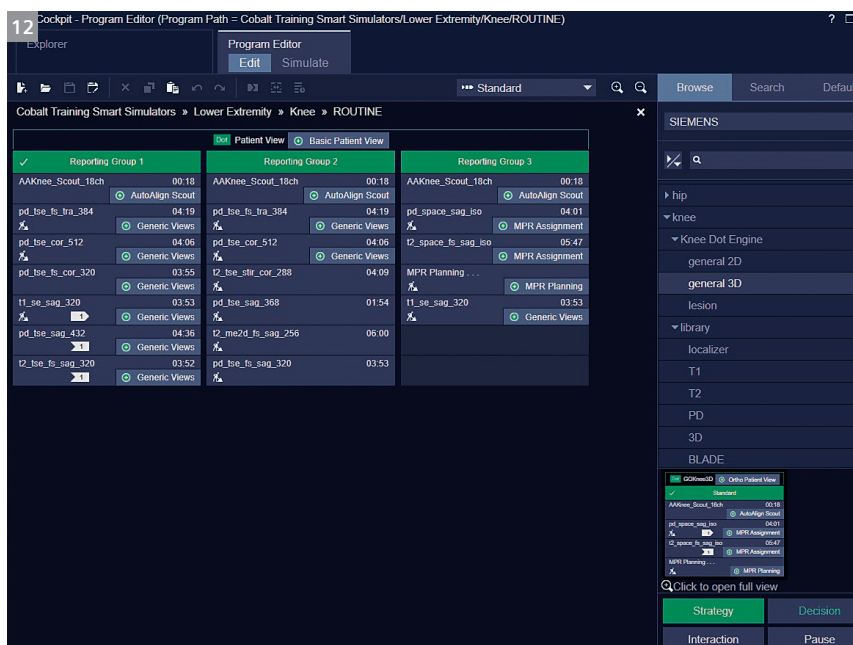 12
Cockpit - Program Editor (Program Path = Cobalt Training Smart Simulators/Lower Extremity/Knee/ROUTINE)
?
Explorer
Program Editor
Edit Simulate
Standard
Browse Search Defau
Cobalt Training Smart Simulators » Lower Extremity » Knee » ROUTINE
×
SIEMENS
Dot Patient View Basic Patient View
Reporting Group 1
AAKnee_Scout_18ch 00:18
AutoAlign Scout
pd_tse_fs_tra_384 04:19
Generic Views
pd_tse_cor_512 04:06
Generic Views
pd_tse_fs_cor_320 03:55
Generic Views
t1_se_sag_320 03:53
1 Generic Views
pd_tse_sag_432 04:36
1 Generic Views
t2_tse_fs_sag_320 03:52
1 Generic Views
Reporting Group 2
AAKnee_Scout_18ch 00:18
AutoAlign Scout
pd_tse_fs_tra_384 04:19
Generic Views
pd_tse_cor_512 04:06
Generic Views
t2_tse_stir_cor_288 04:09
pd_tse_sag_368 01:54
t2_me2d_fs_sag_256 06:00
pd_tse_fs_sag_320 03:53
Reporting Group 3
AAKnee_Scout_18ch 00:18
AutoAlign Scout
pd_space_sag_iso 04:01
MPR Assignment
t2_space_fs_sag_iso 05:47
MPR Assignment
MPR Planning . . .
MPR Planning
t1_se_sag_320 03:53
Generic Views
hip
knee
Knee Dot Engine
general 2D
general 3D
lesion
library
localizer
T1
T2
PD
3D
BLADE
Dot GOKnee3D Ortho Patient View
Standard
AAKnee_Scout_18ch 00:18
AutoAlign Scout
pd_space_sag_iso 04:01
1 MPR Assignment
t2_space_fs_sag_iso 05:47
1 MPR Assignment
MPR Planning . . .
MPR Planning
Click to open full view
Strategy Decision
Interaction Pause